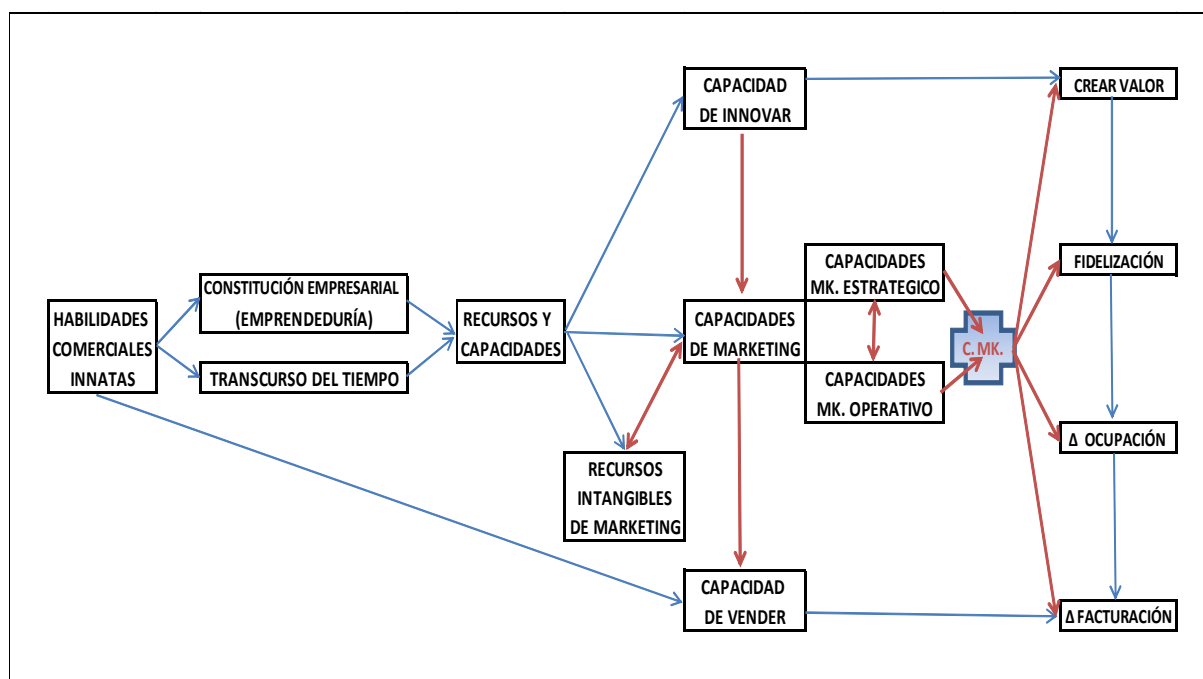 HABILIDADES
COMERCIALES
INNATAS
CONSTITUCIÓN EMPRESARIAL
(EMPRENDEDURÍA)
TRANSCURSO DEL TIEMPO
RECURSOS Y
CAPACIDADES
CAPACIDAD
DE INNOVAR
CAPACIDADES
DE MARKETING
RECURSOS
INTANGIBLES
DE MARKETING
CAPACIDAD
DE VENDER
CAPACIDADES
MK. ESTRATEGICO
CAPACIDADES
MK. OPERATIVO
C. MK.
CREAR VALOR
FIDELIZACIÓN
Δ OCUPACIÓN
Δ FACTURACIÓN